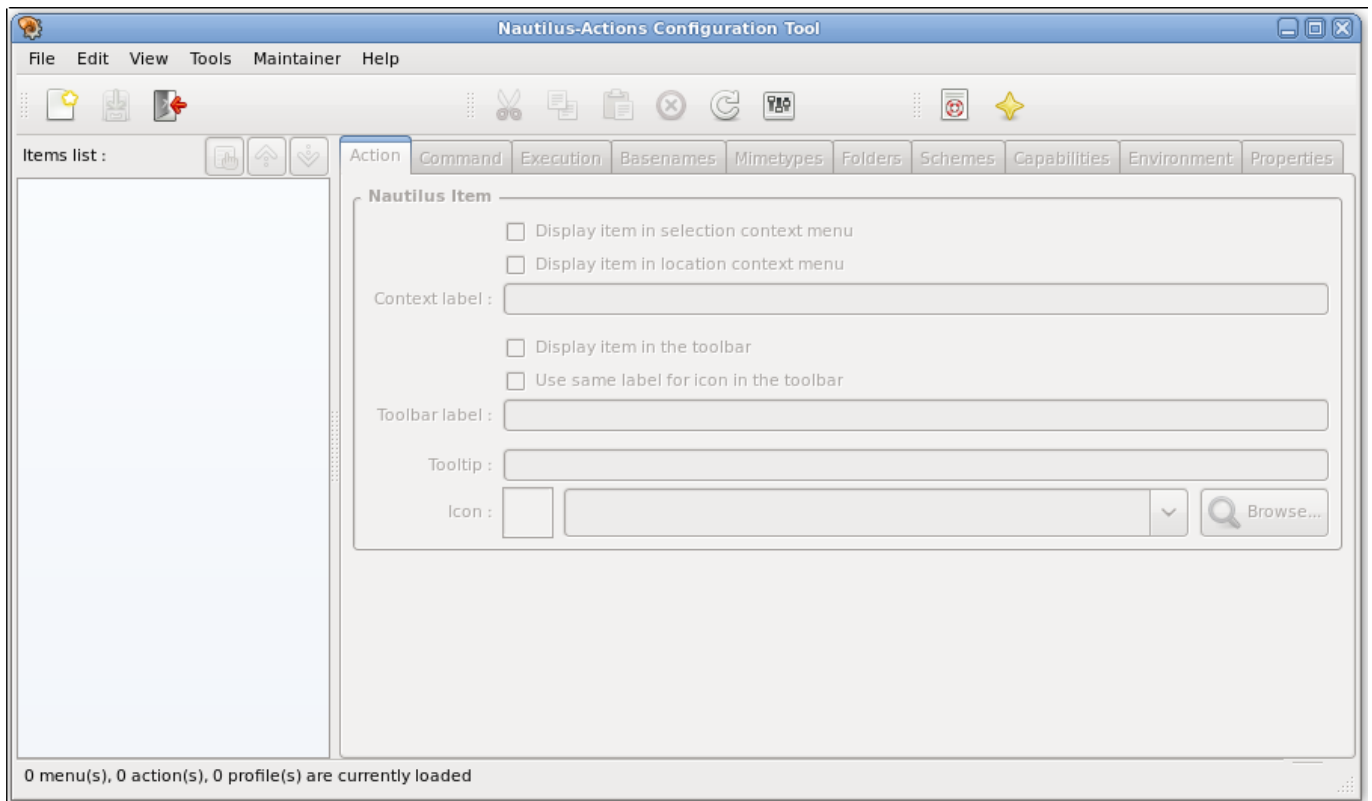 Nautilus-Actions Configuration Tool
File Edit View Tools Maintainer Help
Items list :
Action Command Execution Basenames Mimetypes Folders Schemes Capabilities Environment Properties
Nautilus Item
Display item in selection context menu
Display item in location context menu
Context label :
Display item in the toolbar
Use same label for icon in the toolbar
Toolbar label :
Tooltip :
Icon : Browse...
0 menu(s), 0 action(s), 0 profile(s) are currently loaded